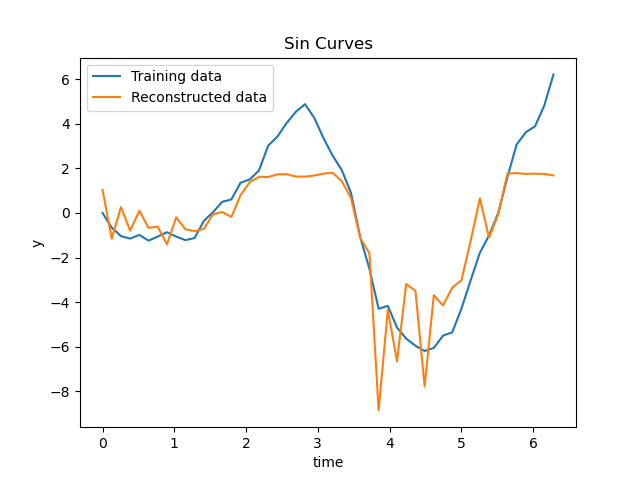 Sin Curves
Training data
Reconstructed data
6
4
2
0
−2
−4
−6
−8
y
0 1 2 3 4 5 6
time